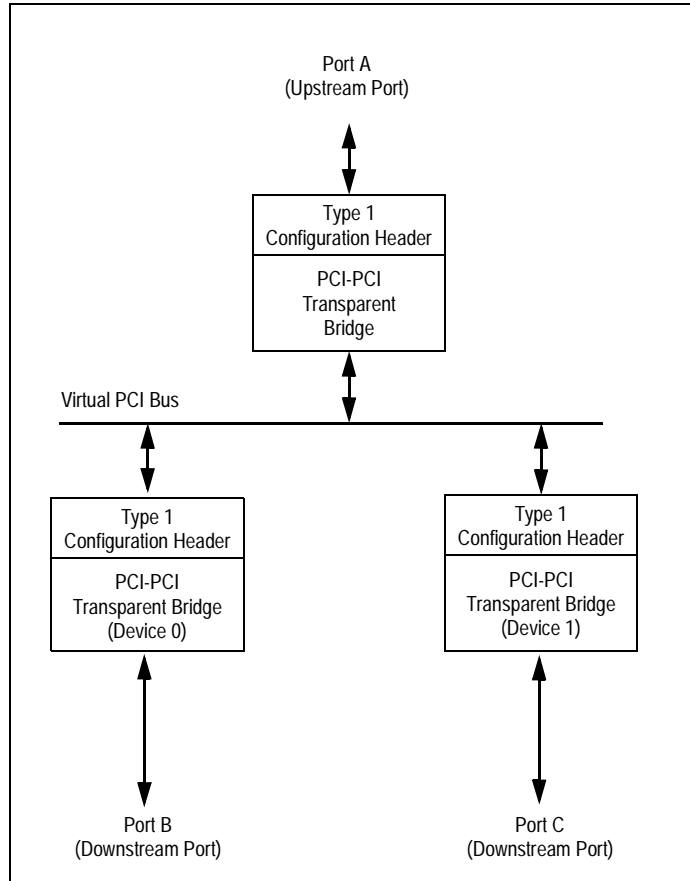 Port A
(Upstream Port)
Type 1
Configuration Header
PCI-PCI
Transparent
Bridge
Virtual PCI Bus
Type 1
Configuration Header
PCI-PCI
Transparent Bridge
(Device 0)
Type 1
Configuration Header
PCI-PCI
Transparent Bridge
(Device 1)
Port B
(Downstream Port)
Port C
(Downstream Port)